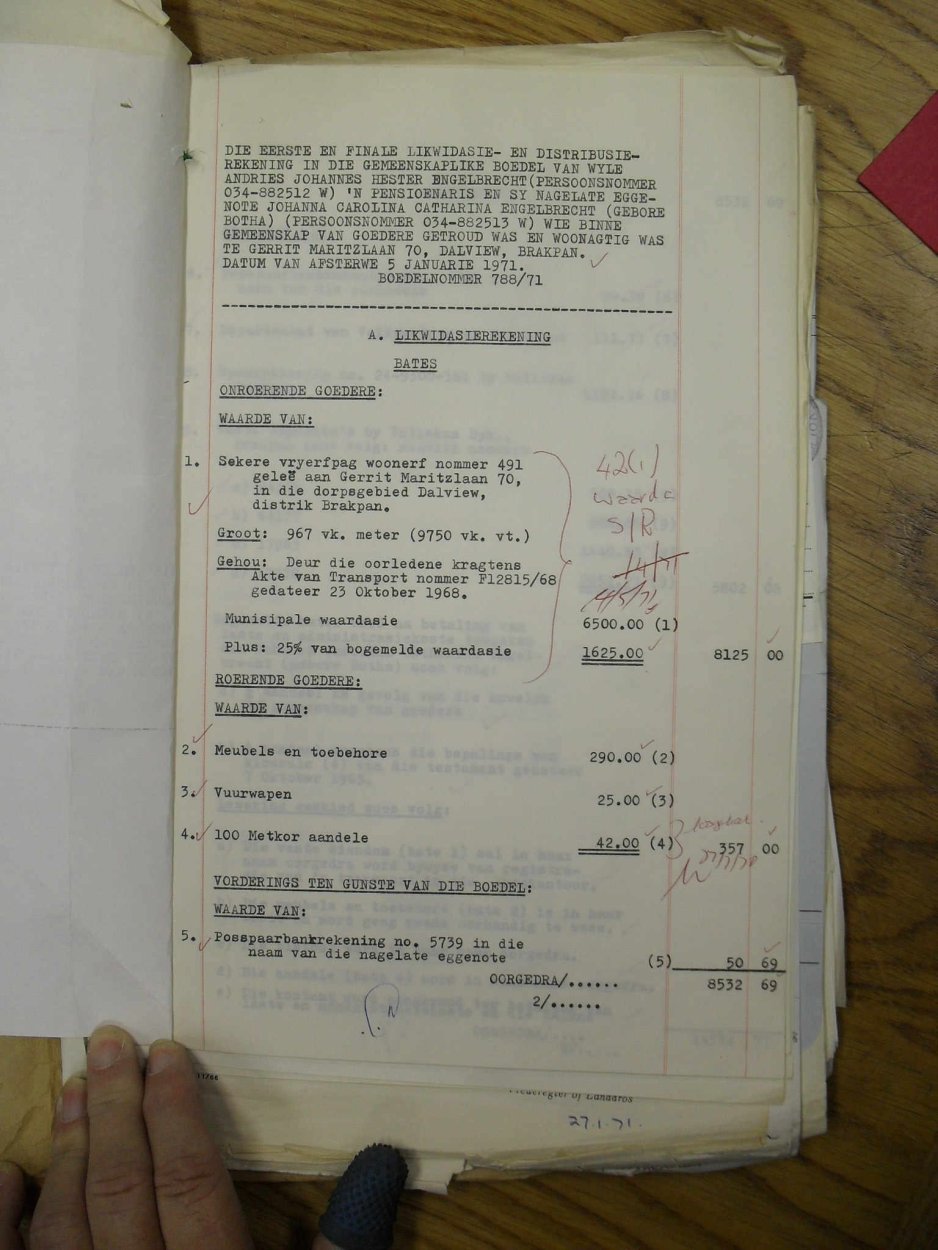 DIE EERSTE EN FINALE LIKWIDASIE- EN DISTRIBUSIE-
REKENING IN DIE GEMEENSKAPLIKE BOEDEL VAN WYLE
ANDRIES JOHANNES HESTER ENGELBRECHT(PERSOONSNOMMER
034-882512 W) 'N PENSIOENARIS EN SY NAGELATE EGGE-
NOTE JOHANNA CAROLINA CATHARINA ENGELBRECHT (GEBORE
BOTHA) (PERSOONSNOMMER 034-882513 W) WIE BINNE
GEMEENSKAP VAN GOEDERE GETROUD WAS EN WOONAGTIG WAS
TE GERRIT MARITZLAAN 70, DALVIEW, BRAKPAN.
DATUM VAN AFSTERWE 5 JANUARIE 1971.
BOEDELNOMMER 788/71
A. LIKWIDASIEREKENING
BATES
ONROERENDE GOEDERE:
WAARDE VAN:
1. Sekere vryerfpag woonerf nommer 491
geleë aan Gerrit Maritzlaan 70,
in die dorpsgebied Dalview,
distrik Brakpan.
42(1)
waarde
S/R
4/5/71
Groot: 967 vk. meter (9750 vk. vt.)
Gehou: Deur die oorledene kragtens
Akte van Transport nommer F12815/68
gedateer 23 Oktober 1968.
Munisipale waardasie 6500.00 (1)
Plus: 25% van bogemelde waardasie 1625.00 8125 00
ROERENDE GOEDERE:
WAARDE VAN:
2. Meubels en toebehore 290.00 (2)
3. Vuurwapen 25.00 (3)
4. 100 Metkor aandele 42.00 (4) 357 00
VORDERINGS TEN GUNSTE VAN DIE BOEDEL:
WAARDE VAN:
5. Posspaarbankrekening no. 5739 in die
naam van die nagelate eggenote (5) 50 69
OORGEDRA/...... 8532 69
2/......
Landdros
27.1.71.